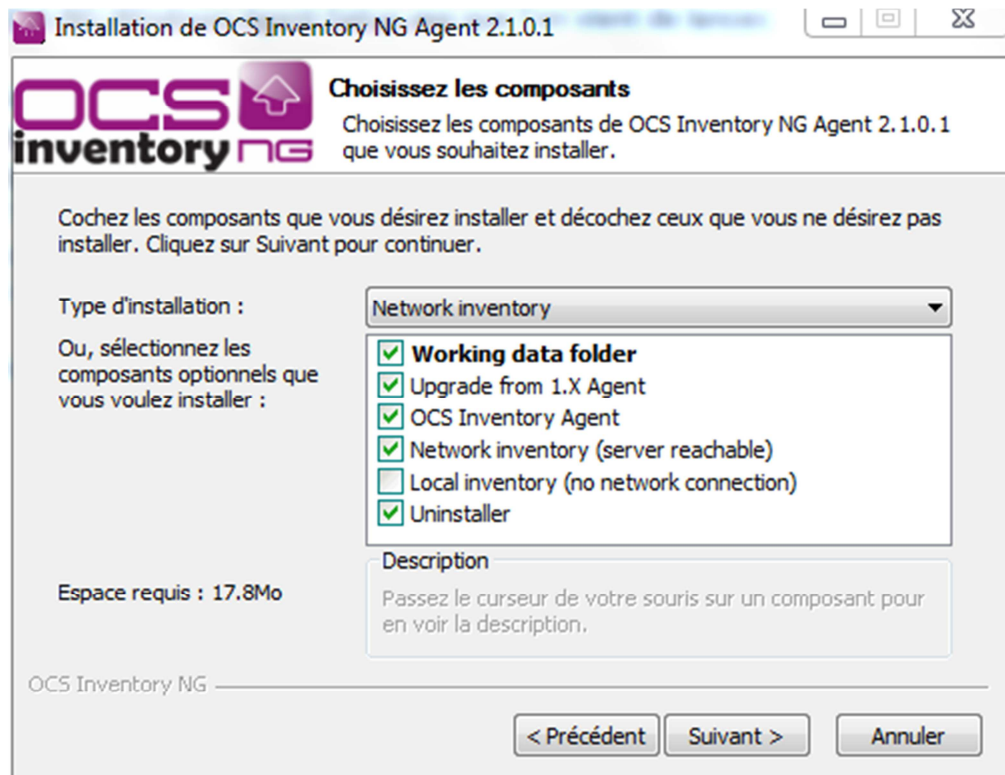 Installation de OCS Inventory NG Agent 2.1.0.1
OCS
inventory NG
Choisissez les composants
Choisissez les composants de OCS Inventory NG Agent 2.1.0.1
que vous souhaitez installer.
Cochez les composants que vous désirez installer et décochez ceux que vous ne désirez pas
installer. Cliquez sur Suivant pour continuer.
Type d'installation :
Network inventory
Ou, sélectionnez les
composants optionnels que
vous voulez installer :
Working data folder
Upgrade from 1.X Agent
OCS Inventory Agent
Network inventory (server reachable)
Local inventory (no network connection)
Uninstaller
Espace requis : 17.8Mo
Description
Passez le curseur de votre souris sur un composant pour
en voir la description.
OCS Inventory NG
< Précédent
Suivant >
Annuler